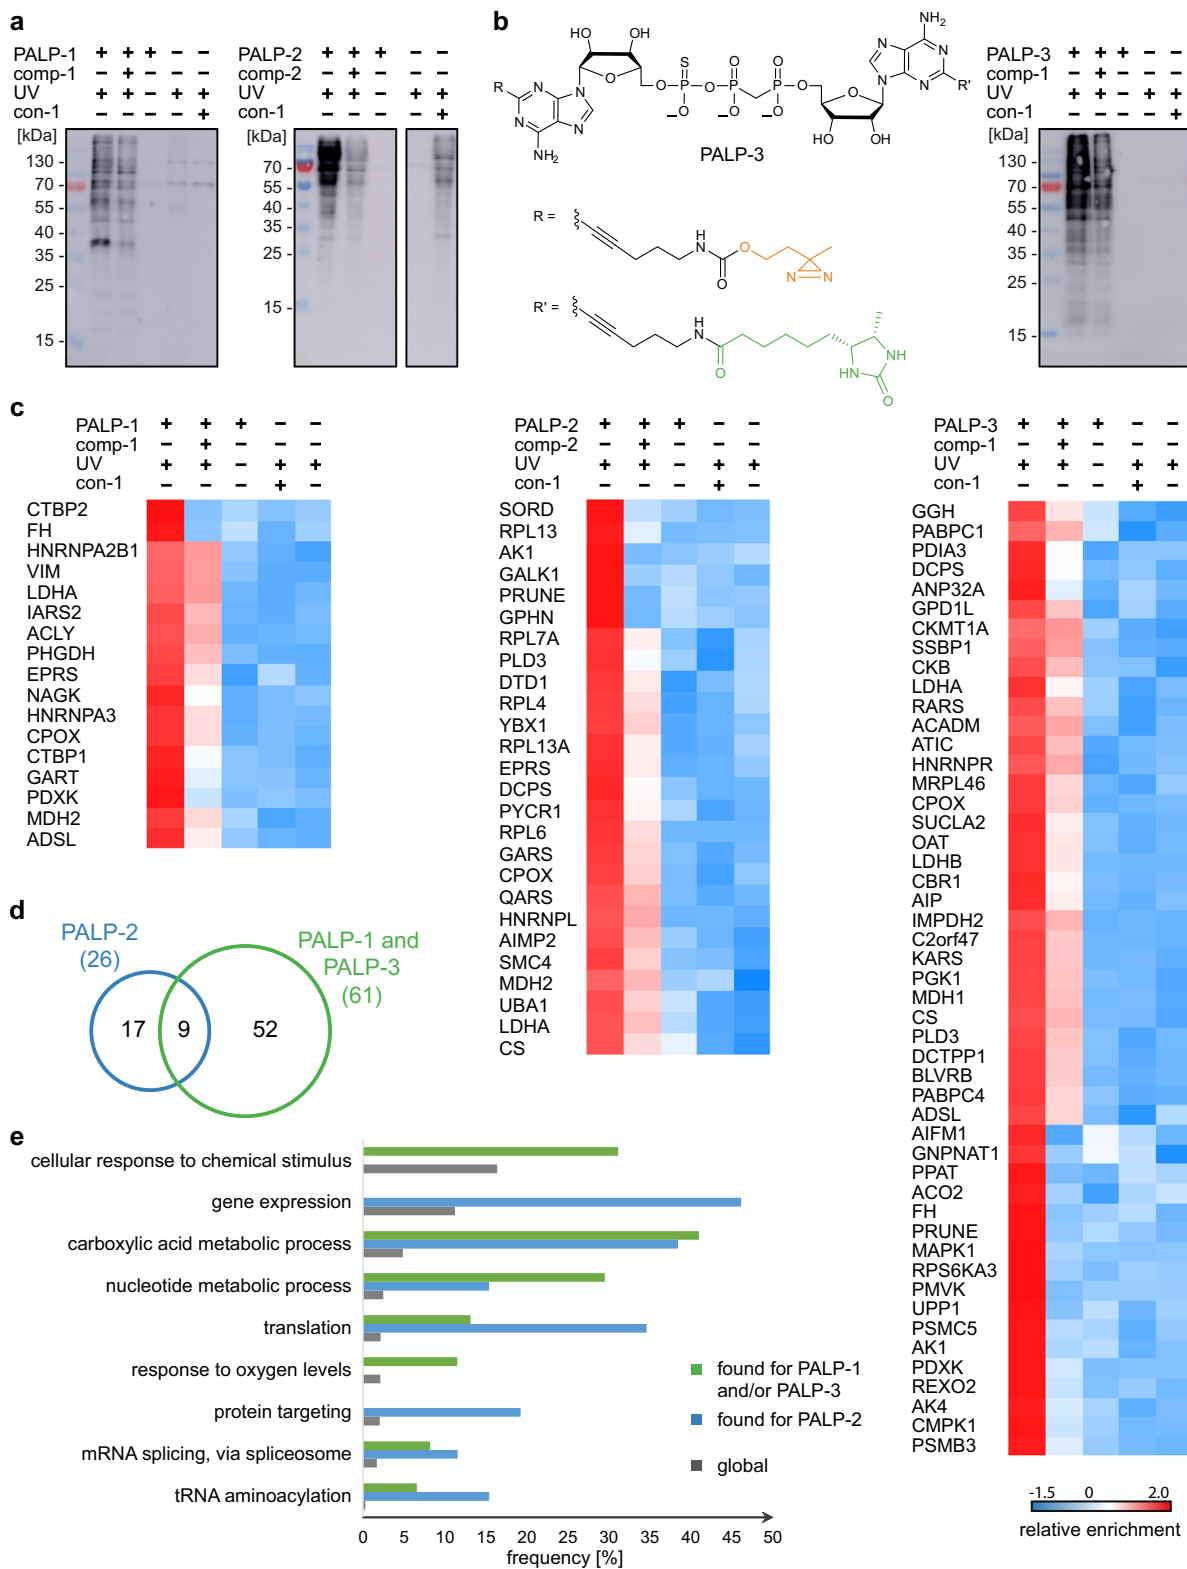 a
PALP-1 + + + − −
comp-1 − + − − −
UV + + − + +
con-1 − − − − +
[kDa]
130
70
55
40
35
25
15
PALP-2 + + + − −
comp-2 − + − − −
UV + + − + +
con-1 − − − − +
[kDa]
70
55
40
35
25
15
b
HO OH
R
N
N
N
N
NH2
O
O
S
P
O−
O
O
P
O−
O
P
O−
O
O
HO OH
NH2
N
N
N
N
R'
PALP-3
R =
H
N
O
O
N=N
R' =
H
N
O
NH
HN
O
PALP-3 + + + − −
comp-1 − + − − −
UV + + − + +
con-1 − − − − +
[kDa]
130
70
55
40
35
25
15
c
PALP-1 + + + − −
comp-1 − + − − −
UV + + − + +
con-1 − − − + −
CTBP2
FH
HNRNPA2B1
VIM
LDHA
IARS2
ACLY
PHGDH
EPRS
NAGK
HNRNPA3
CPOX
CTBP1
GART
PDXK
MDH2
ADSL
PALP-2 + + + − −
comp-2 − + − − −
UV + + − + +
con-1 − − − + −
SORD
RPL13
AK1
GALK1
PRUNE
GPHN
RPL7A
PLD3
DTD1
RPL4
YBX1
RPL13A
EPRS
DCPS
PYCR1
RPL6
GARS
CPOX
QARS
HNRNPL
AIMP2
SMC4
MDH2
UBA1
LDHA
CS
PALP-3 + + + − −
comp-1 − + − − −
UV + + − + +
con-1 − − − + −
GGH
PABPC1
PDIA3
DCPS
ANP32A
GPD1L
CKMT1A
SSBP1
CKB
LDHA
RARS
ACADM
ATIC
HNRNPR
MRPL46
CPOX
SUCLA2
OAT
LDHB
CBR1
AIP
IMPDH2
C2orf47
KARS
PGK1
MDH1
CS
PLD3
DCTPP1
BLVRB
PABPC4
ADSL
AIFM1
GNPNAT1
PPAT
ACO2
FH
PRUNE
MAPK1
RPS6KA3
PMVK
UPP1
PSMC5
AK1
PDXK
REXO2
AK4
CMPK1
PSMB3
-1.5 0 2.0
relative enrichment
d
PALP-2
(26)
PALP-1 and
PALP-3
(61)
17 9 52
e
cellular response to chemical stimulus
gene expression
carboxylic acid metabolic process
nucleotide metabolic process
translation
response to oxygen levels
protein targeting
mRNA splicing, via spliceosome
tRNA aminoacylation
found for PALP-1
and/or PALP-3
found for PALP-2
global
0 5 10 15 20 25 30 35 40 45 50
frequency [%]